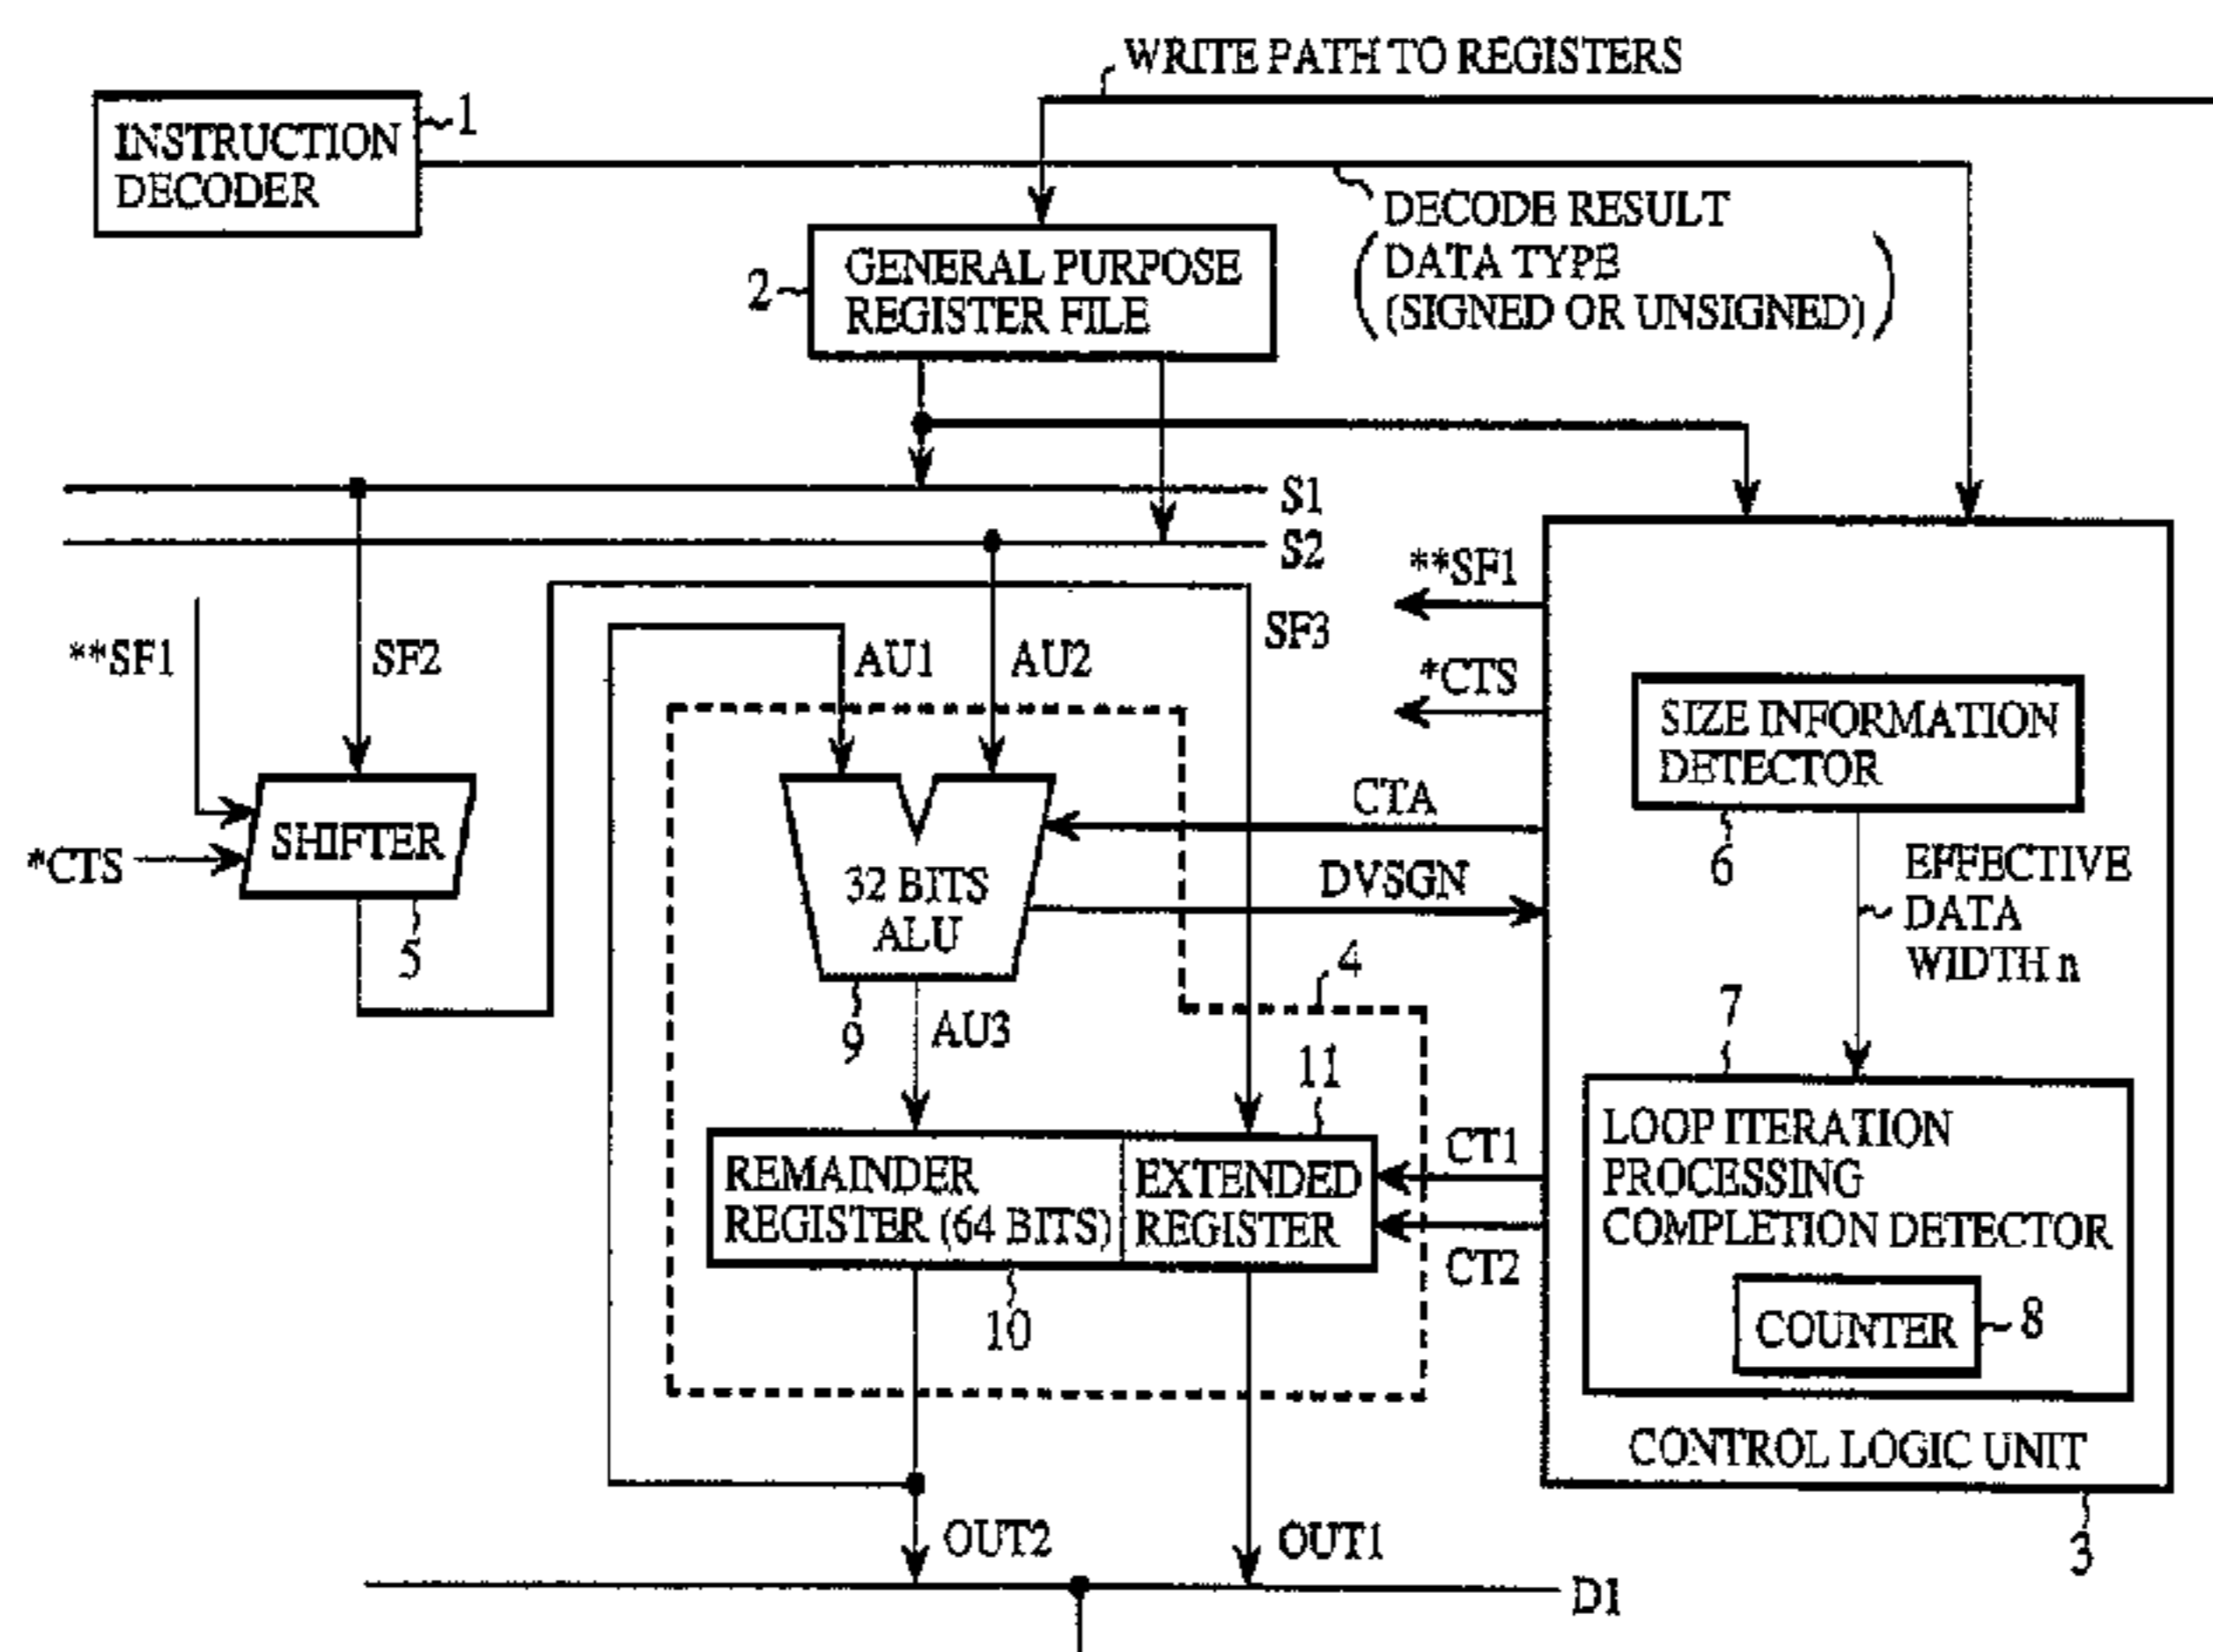 WRITE PATH TO REGISTERS
INSTRUCTION
DECODER
1
DECODE RESULT
DATA TYPE
(SIGNED OR UNSIGNED)
GENERAL PURPOSE
REGISTER FILE
2
S1
S2
**SF1
SF2
AU1
AU2
SF3
**SF1
*CTS
SIZE INFORMATION
DETECTOR
6
CTA
SHIFTER
*CTS
5
32 BITS
ALU
9
DVSGN
EFFECTIVE
DATA
WIDTH n
4
AU3
11
7
REMAINDER
REGISTER (64 BITS)
EXTENDED
REGISTER
10
CT1
CT2
LOOP ITERATION
PROCESSING
COMPLETION DETECTOR
COUNTER
8
CONTROL LOGIC UNIT
3
OUT2
OUT1
D1